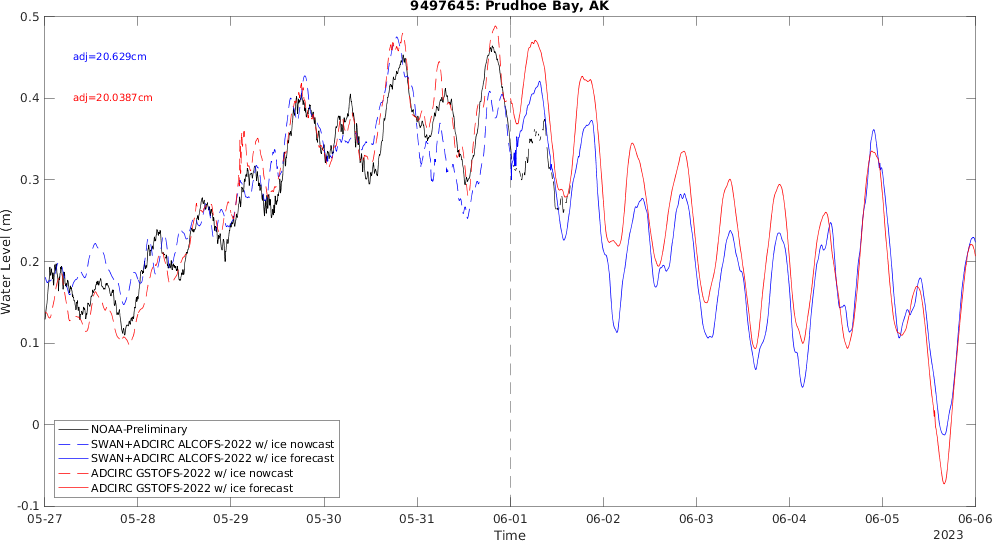 9497645: Prudhoe Bay, AK
0.5
adj=20.629cm
0.4
adj=20.0387cm
0.3
0.2
Water Level (m)
0.1
0
-0.1
NOAA-Preliminary
SWAN+ADCIRC ALCOFS-2022 w/ ice nowcast
SWAN+ADCIRC ALCOFS-2022 w/ ice forecast
ADCIRC GSTOFS-2022 w/ ice nowcast
ADCIRC GSTOFS-2022 w/ ice forecast
05-27 05-28 05-29 05-30 05-31 06-01 06-02 06-03 06-04 06-05 06-06
Time
2023